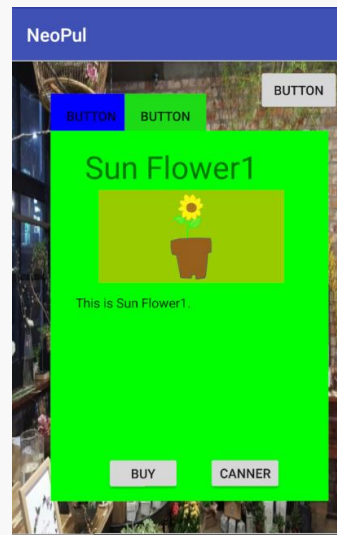 NeoPul
BUTTON
BUTTON BUTTON
Sun Flower1
This is Sun Flower1.
BUY CANNER